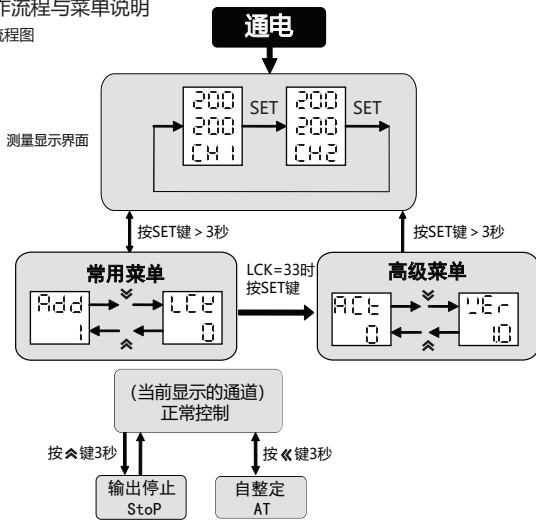 作流程与菜单说明
流程图
通电
测量显示界面
200
200
CH1
SET
200
200
CH2
SET
按SET键 > 3秒
按SET键 > 3秒
常用菜单
Add
1
LCK
0
LCK=33时
按SET键
高级菜单
ACt
0
VEr
1.0
(当前显示的通道)
正常控制
按键3秒
按键3秒
输出停止
StoP
自整定
AT